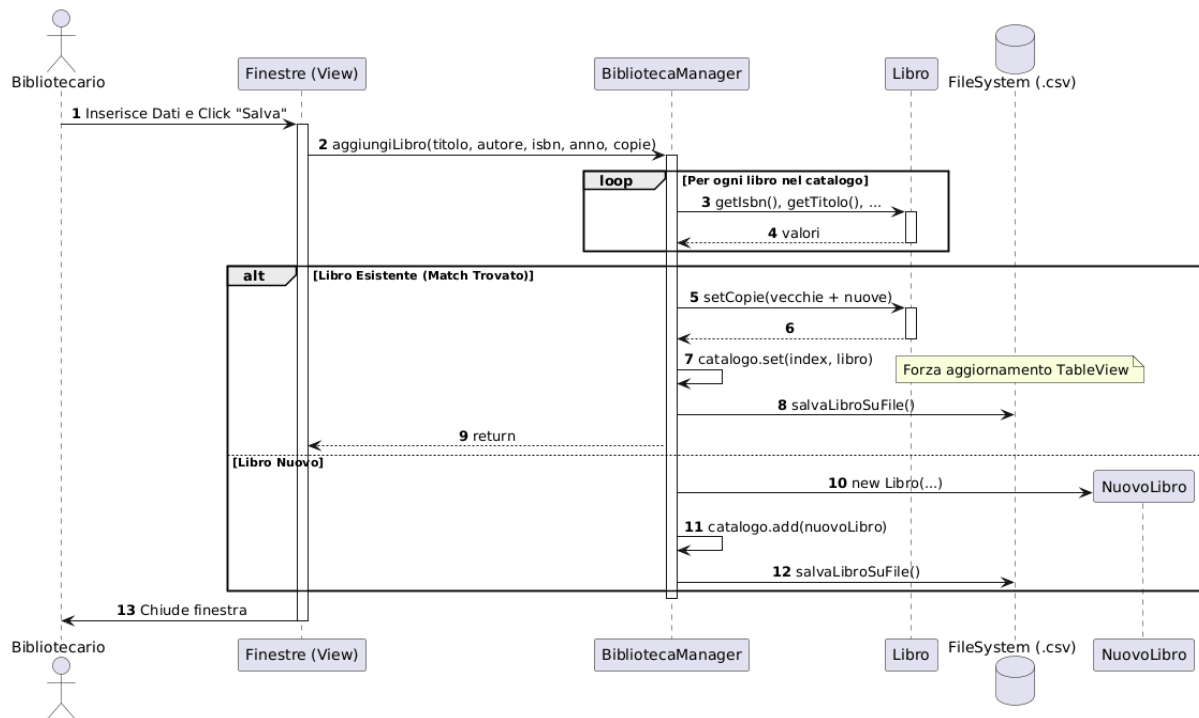 Bibliotecario
Finestre (View)
BibliotecaManager
Libro
FileSystem (.csv)
1 Inserisce Dati e Click "Salva"
2 aggiungiLibro(titolo, autore, isbn, anno, copie)
loop [Per ogni libro nel catalogo]
3 getIsbn(), getTitolo(), ...
4 valori
alt [Libro Esistente (Match Trovato)]
5 setCopie(vecchie + nuove)
6
7 catalogo.set(index, libro)
Forza aggiornamento TableView
8 salvaLibroSuFile()
9 return
[Libro Nuovo]
10 new Libro(...)
NuovoLibro
11 catalogo.add(nuovoLibro)
12 salvaLibroSuFile()
13 Chiude finestra
Bibliotecario
Finestre (View)
BibliotecaManager
Libro
FileSystem (.csv)
NuovoLibro